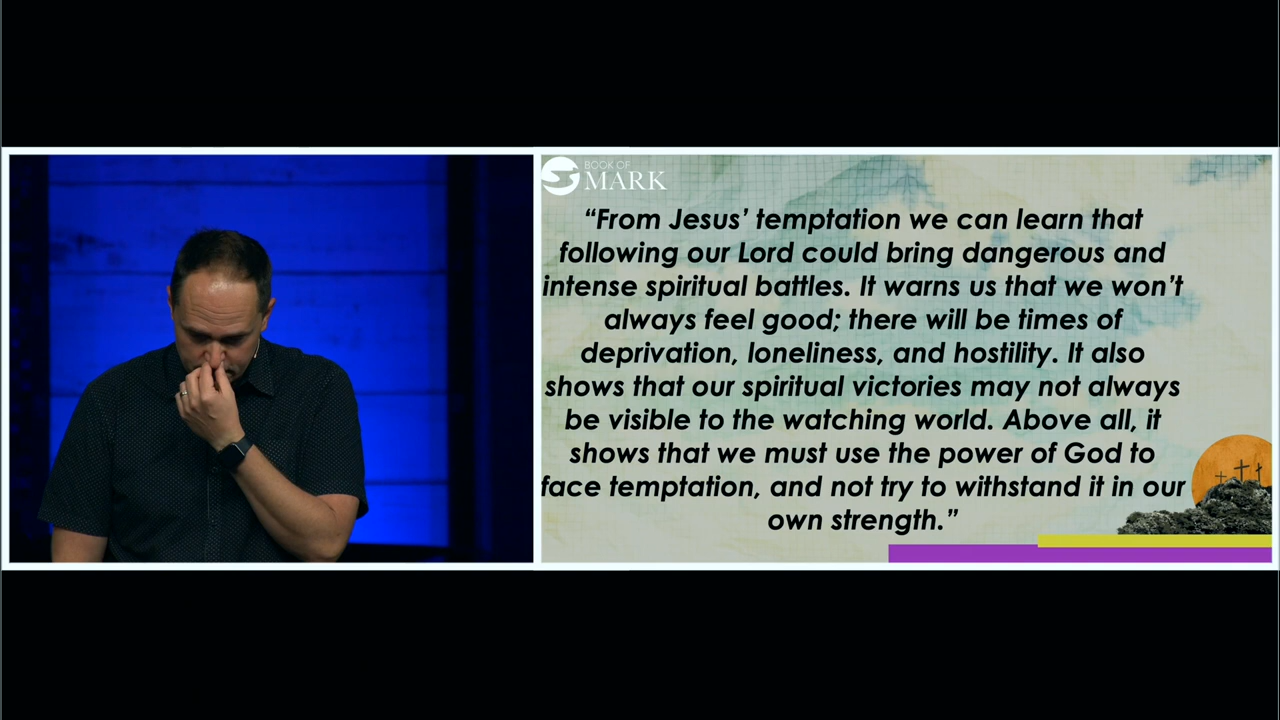 BOOK OF
MARK
“From Jesus’ temptation we can learn that
following our Lord could bring dangerous and
intense spiritual battles. It warns us that we won’t
always feel good; there will be times of
deprivation, loneliness, and hostility. It also
shows that our spiritual victories may not always
be visible to the watching world. Above all, it
shows that we must use the power of God to
face temptation, and not try to withstand it in our
own strength.”